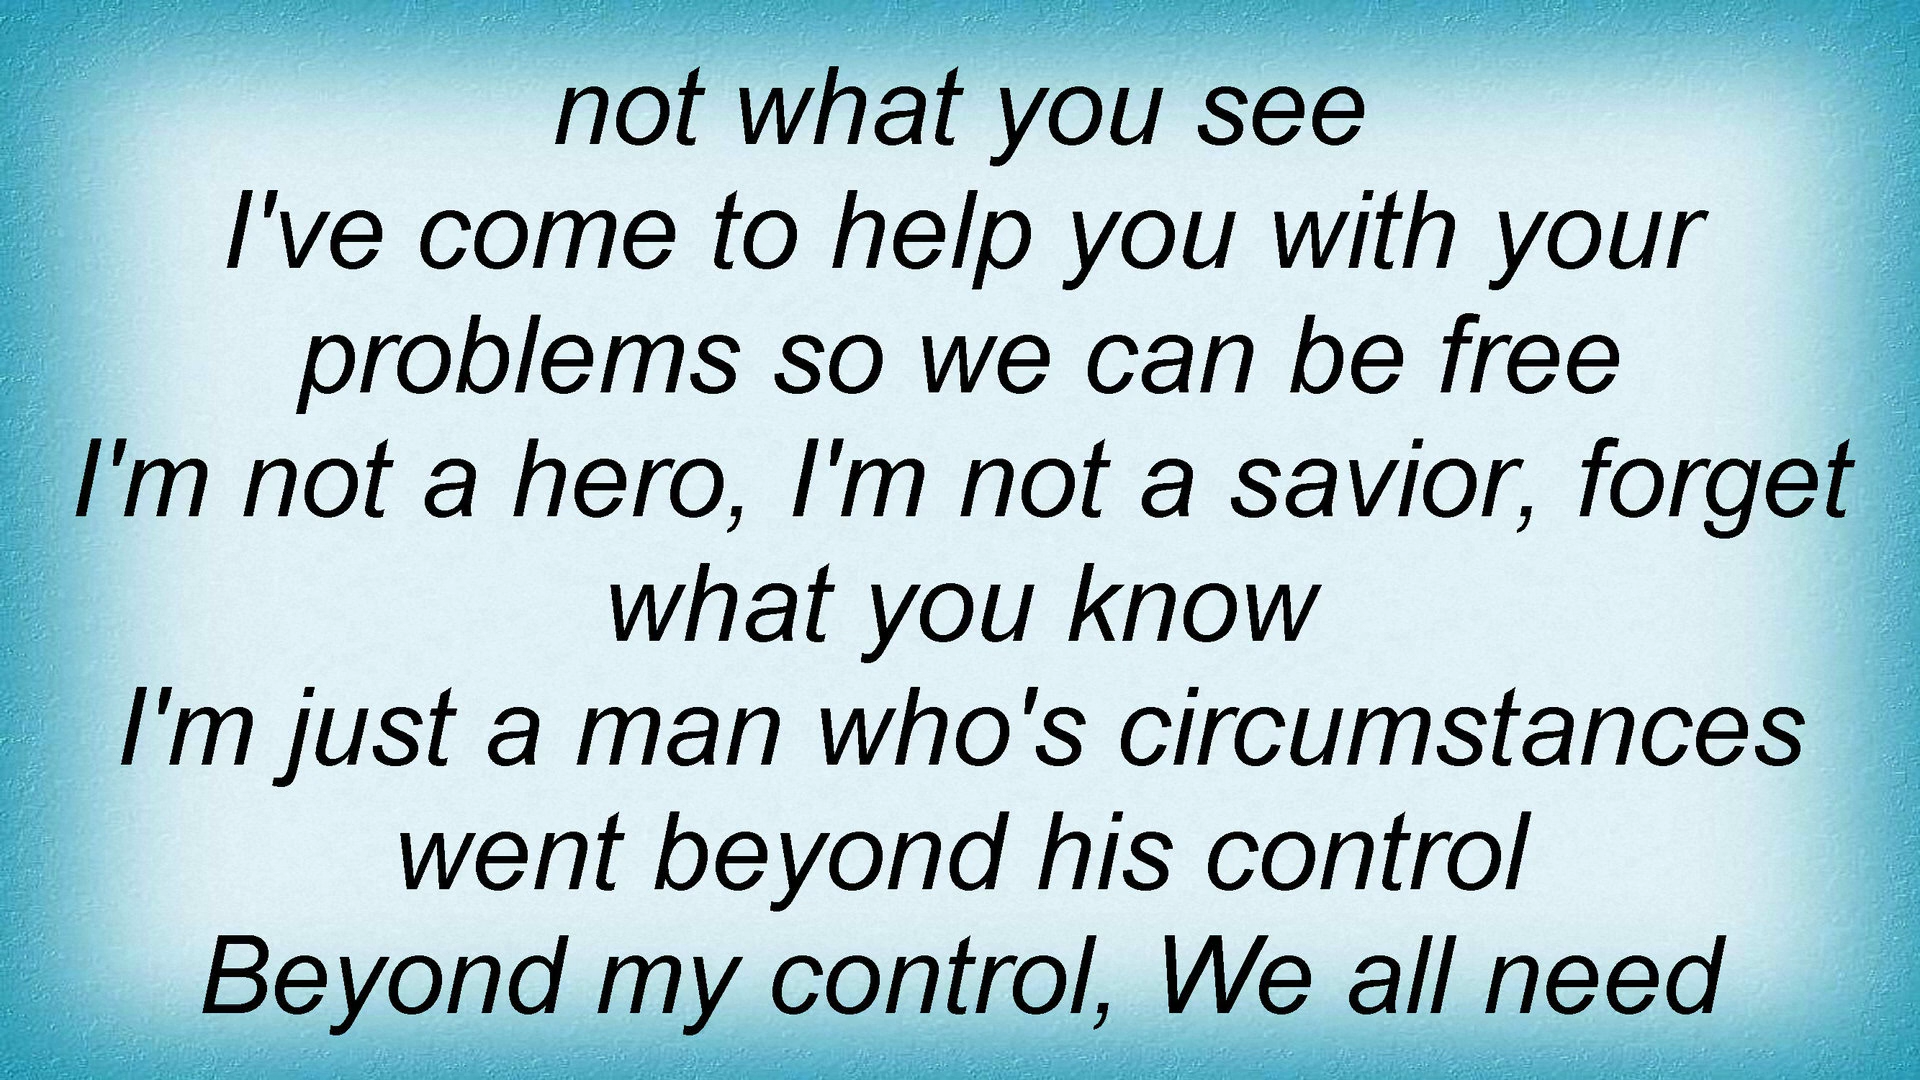 not what you see
I've come to help you with your
problems so we can be free
I'm not a hero, I'm not a savior, forget
what you know
I'm just a man who's circumstances
went beyond his control
Beyond my control, We all need